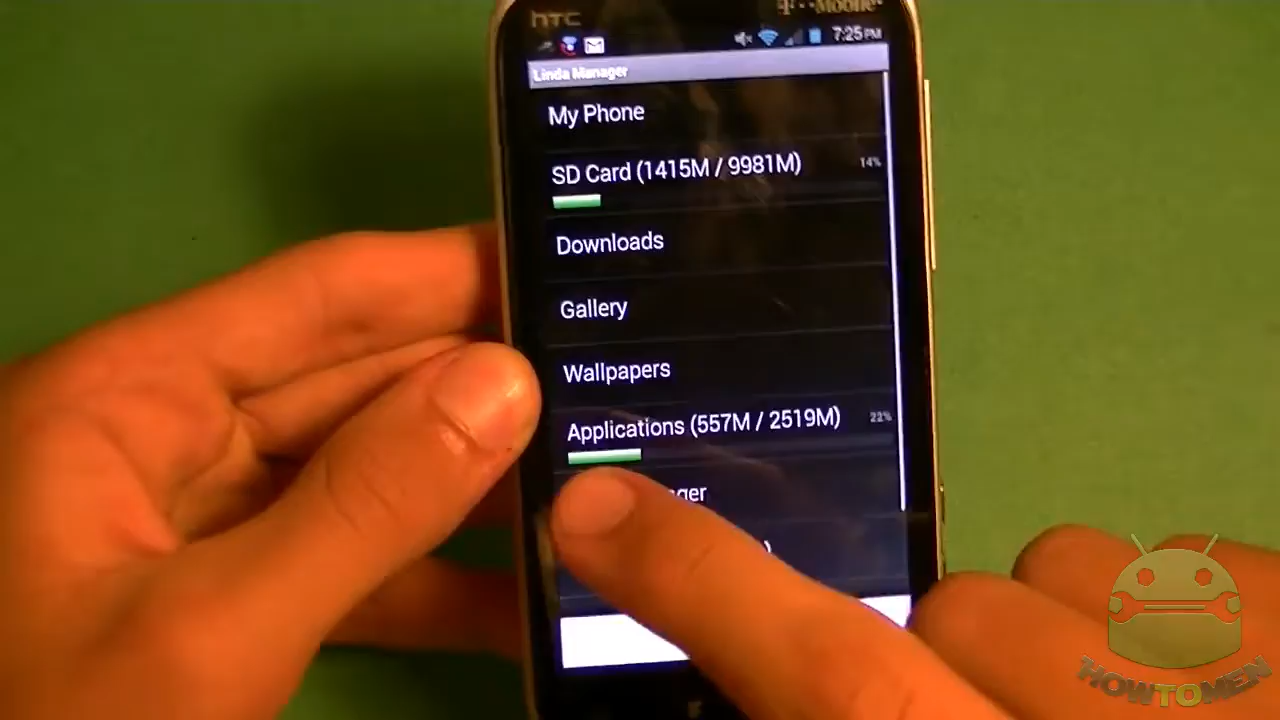 hTC
T··Mobile
7:25 PM
Linda Manager
My Phone
SD Card (1415M / 9981M)
14%
Downloads
Gallery
Wallpapers
Applications (557M / 2519M)
22%
HOWTOMEN